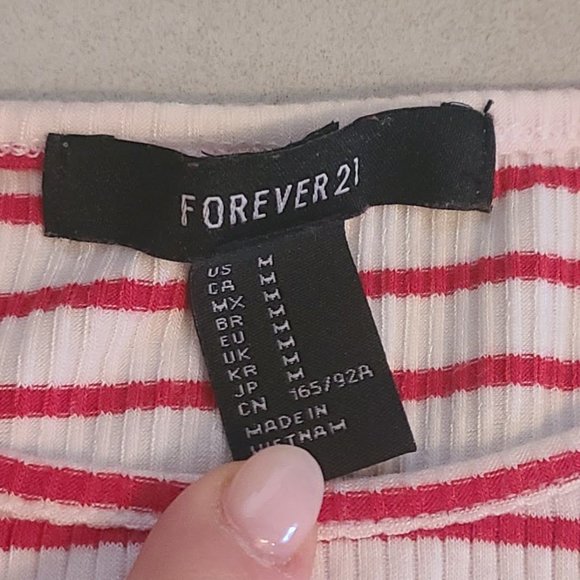 FOREVER 21
US M
CA M
MX M
BR M
EU M
UK M
KR M
JP M
CN 165/92A
MADE IN
VIETNAM